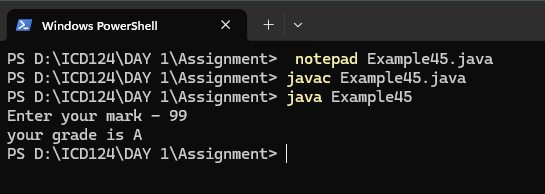 Windows PowerShell
PS D:\ICD124\DAY 1\Assignment>  notepad Example45.java
PS D:\ICD124\DAY 1\Assignment> javac Example45.java
PS D:\ICD124\DAY 1\Assignment> java Example45
Enter your mark - 99
your grade is A
PS D:\ICD124\DAY 1\Assignment>